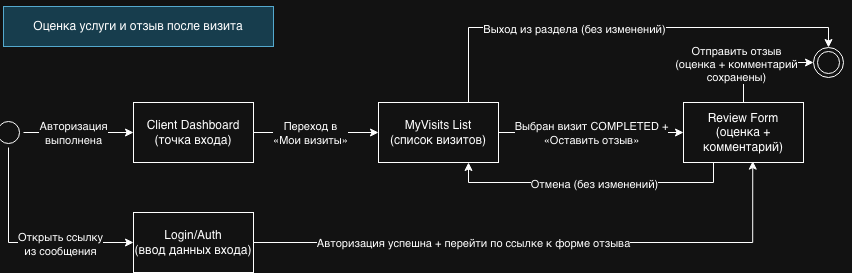 Оценка услуги и отзыв после визита
Выход из раздела (без изменений)
Отправить отзыв
(оценка + комментарий
сохранены)
Авторизация
выполнена
Client Dashboard
(точка входа)
Переход в
«Мои визиты»
MyVisits List
(список визитов)
Выбран визит COMPLETED +
«Оставить отзыв»
Review Form
(оценка +
комментарий)
Отмена (без изменений)
Открыть ссылку
из сообщения
Login/Auth
(ввод данных входа)
Авторизация успешна + перейти по ссылке к форме отзыва